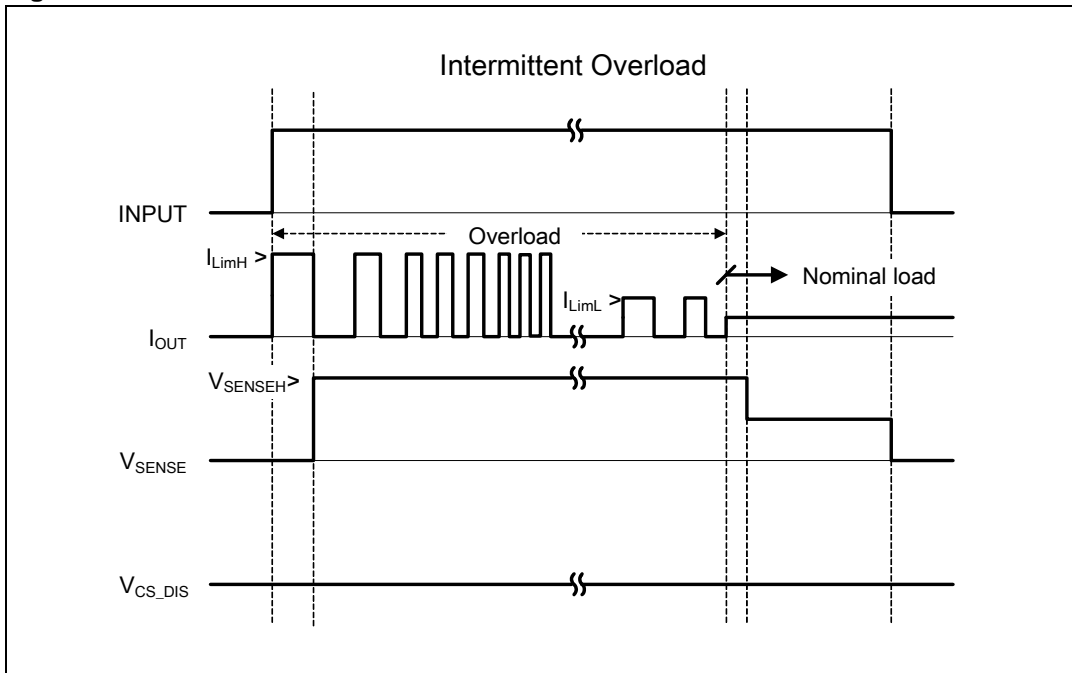 Intermittent Overload
INPUT
Overload
I_LimH >
Nominal load
I_LimL >
I_OUT
V_SENSEH>
V_SENSE
V_CS_DIS